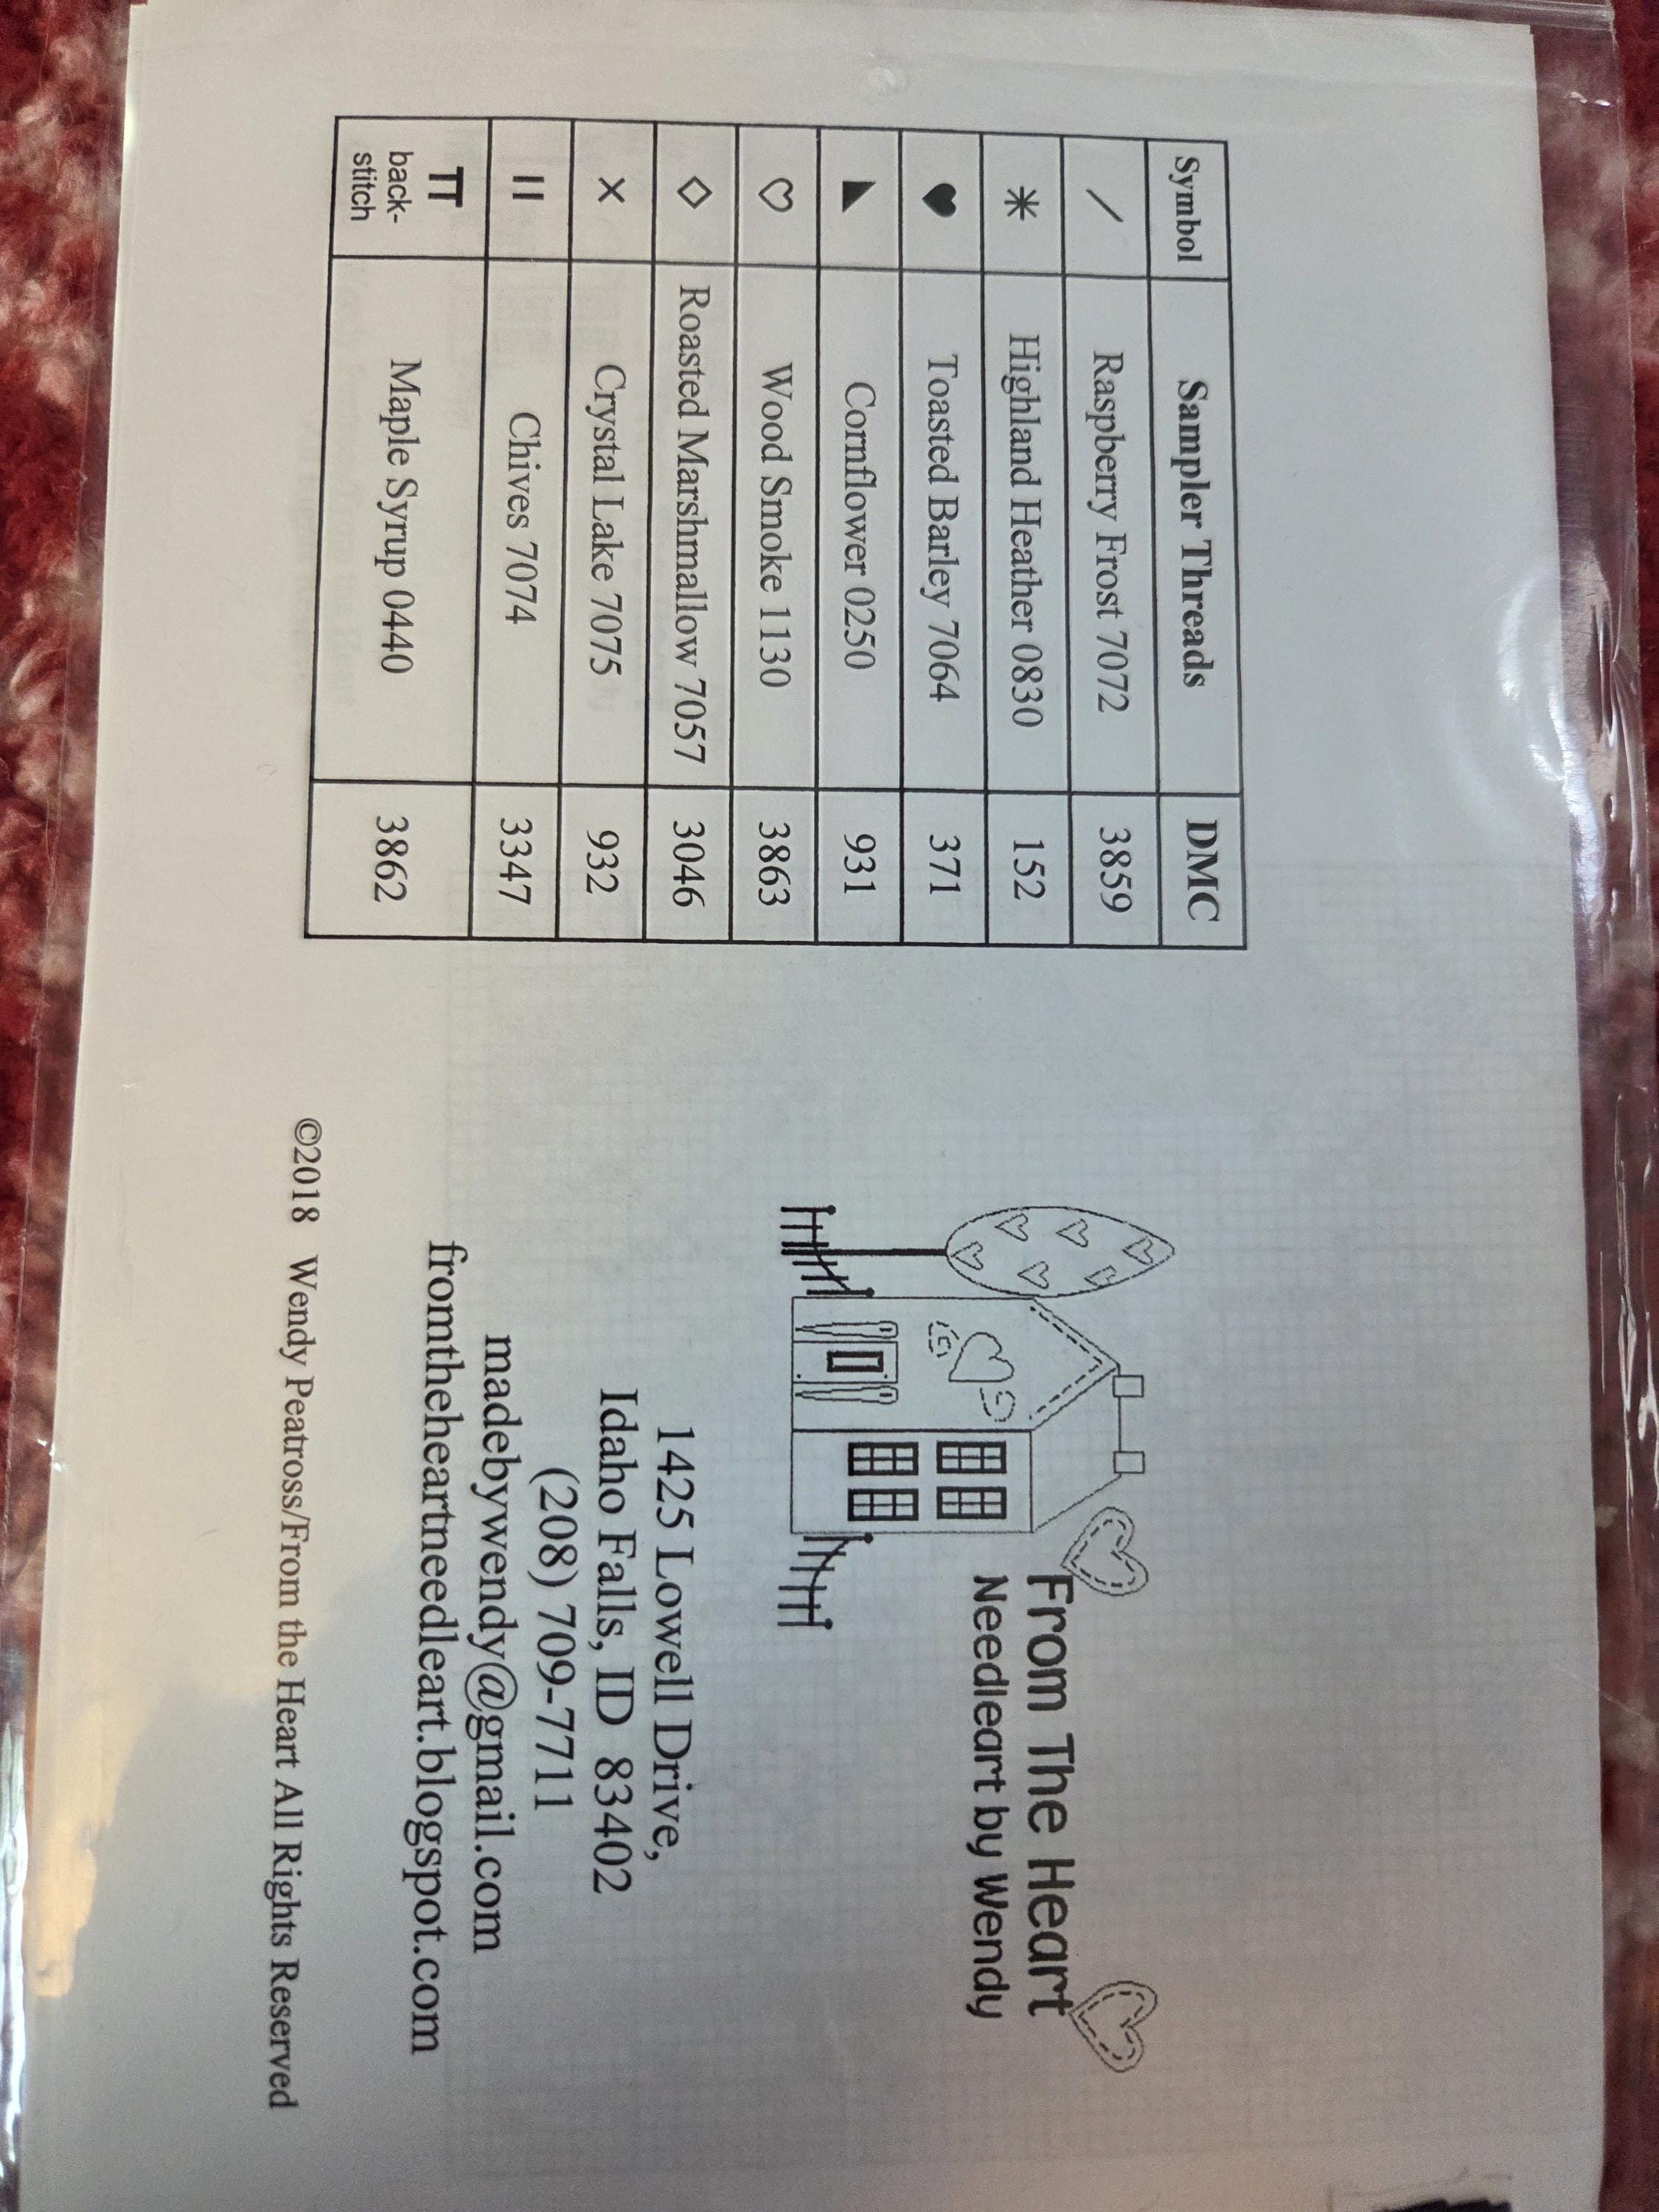 Symbol Sampler Threads DMC
/ Raspberry Frost 7072 3859
Highland Heather 0830 152
♥ Toasted Barley 7064 371
◣ Cornflower 0250 931
♡ Wood Smoke 1130 3863
◇ Roasted Marshmallow 7057 3046
× Crystal Lake 7075 932
II Chives 7074 3347
TT back-
stitch Maple Syrup 0440 3862
From The Heart
Needleart by Wendy
1425 Lowell Drive,
Idaho Falls, ID 83402
(208) 709-7711
madebywendy@gmail.com
fromtheheartneedleart.blogspot.com
©2018 Wendy Peatross/From the Heart All Rights Reserved